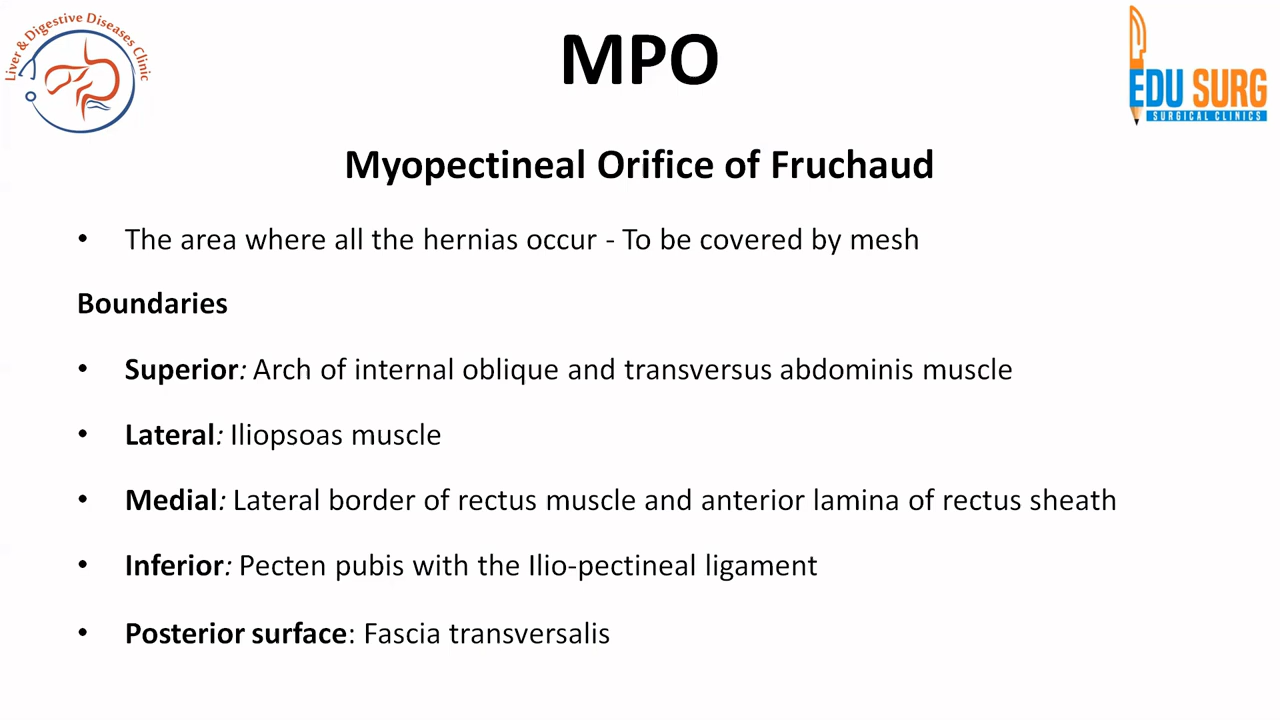 Liver & Digestive Diseases Clinic
MPO
EDU SURG
SURGICAL CLINICS
Myopectineal Orifice of Fruchaud
• The area where all the hernias occur - To be covered by mesh
Boundaries
• Superior: Arch of internal oblique and transversus abdominis muscle
• Lateral: Iliopsoas muscle
• Medial: Lateral border of rectus muscle and anterior lamina of rectus sheath
• Inferior: Pecten pubis with the Ilio-pectineal ligament
• Posterior surface: Fascia transversalis